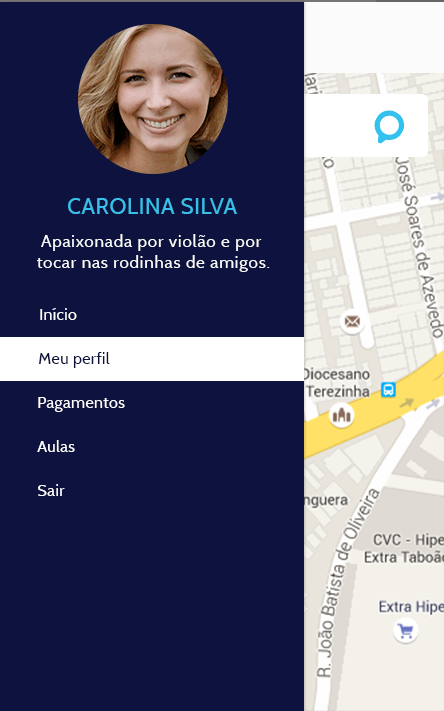 CAROLINA SILVA
Apaixonada por violão e por
tocar nas rodinhas de amigos.
Início
Meu perfil
Pagamentos
Aulas
Sair
José Soares de Azevedo
Diocesano
Terezinha
nguera
R. João Batista de Oliveira
CVC - Hipe
Extra Taboã
Extra Hipe